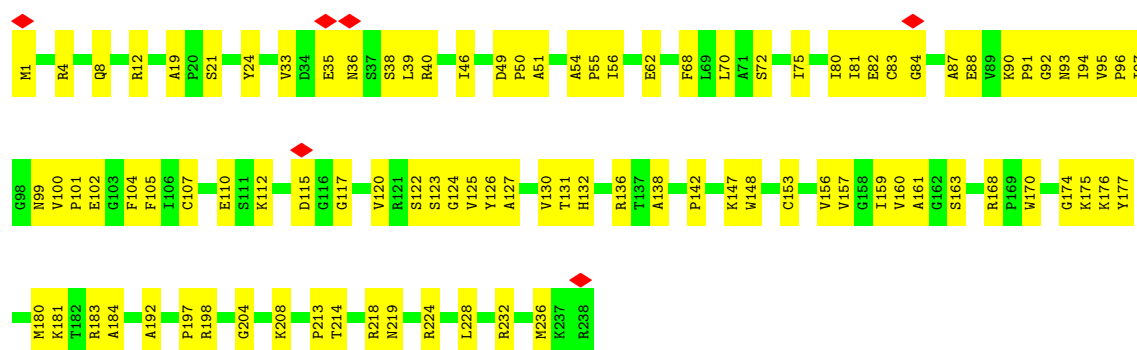 M1 R4 Q8 R12 A19 P20 S21 Y24 V33 D34 E35 N36 S37 S38 L39 R40 I46 D49 P50 A51 A54 P55 I56 E62 F68 L69 L70 A71 S72 I75 I80 I81 E82 C83 G84 A87 E88 V89 K90 P91 G92 N93 I94 V95 P96
G98 N99 V100 P101 E102 G103 F104 F105 I106 C107 E110 S111 K112 D115 G116 G117 V120 R121 S122 S123 G124 V125 Y126 A127 V130 T131 H132 R136 T137 A138 P142 K147 W148 C153 V156 V157 G158 I159 V160 A161 G162 S163 R168 P169 W170 G174 K175 K176 Y177
M180 K181 T182 R183 A184 A192 P197 R198 G204 K208 P213 T214 R218 N219 R224 L228 R232 M236 K237 R238